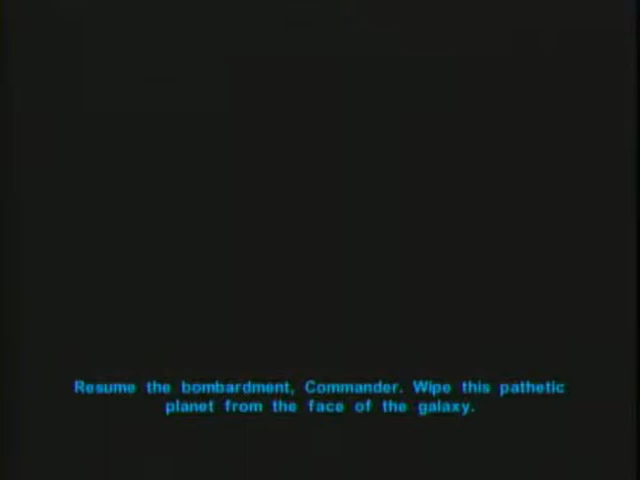 Resume the bombardment, Commander. Wipe this pathetic
planet from the face of the galaxy.